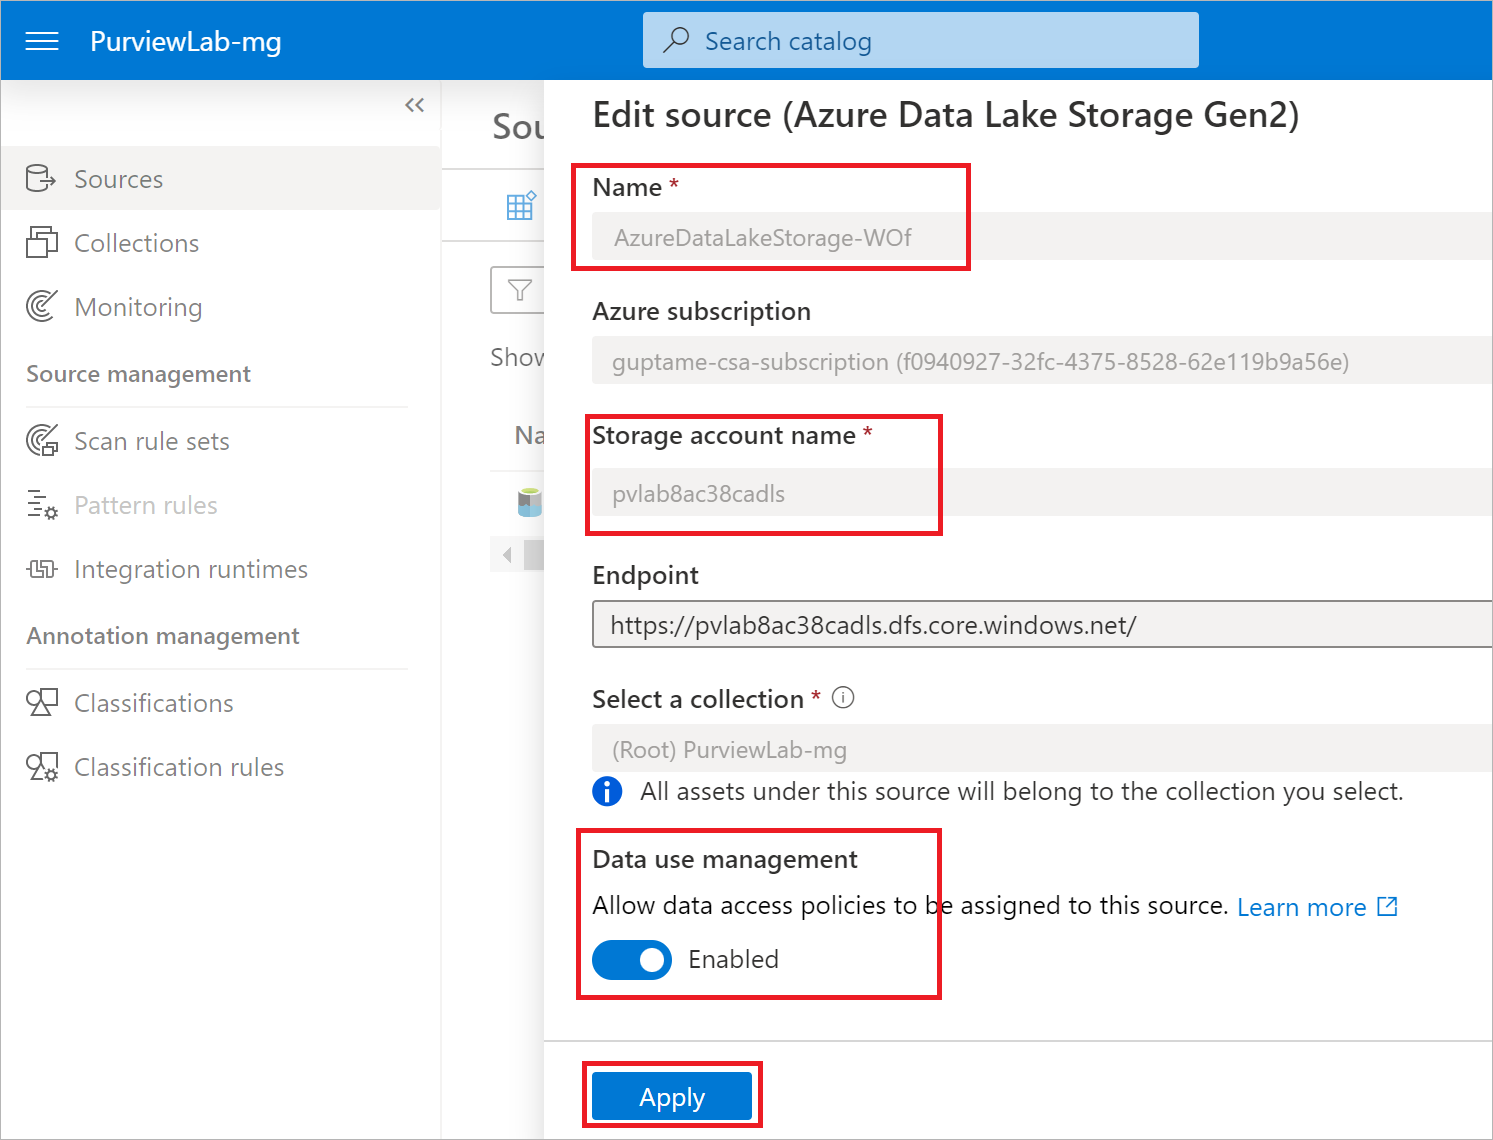 PurviewLab-mg
Search catalog
Sources
Collections
Monitoring
Source management
Scan rule sets
Pattern rules
Integration runtimes
Annotation management
Classifications
Classification rules
Sou
Show
Na
Edit source (Azure Data Lake Storage Gen2)
Name *
AzureDataLakeStorage-WOf
Azure subscription
guptame-csa-subscription (f0940927-32fc-4375-8528-62e119b9a56e)
Storage account name *
pvlab8ac38cadls
Endpoint
https://pvlab8ac38cadls.dfs.core.windows.net/
Select a collection *
(Root) PurviewLab-mg
All assets under this source will belong to the collection you select.
Data use management
Allow data access policies to be assigned to this source. Learn more
Enabled
Apply